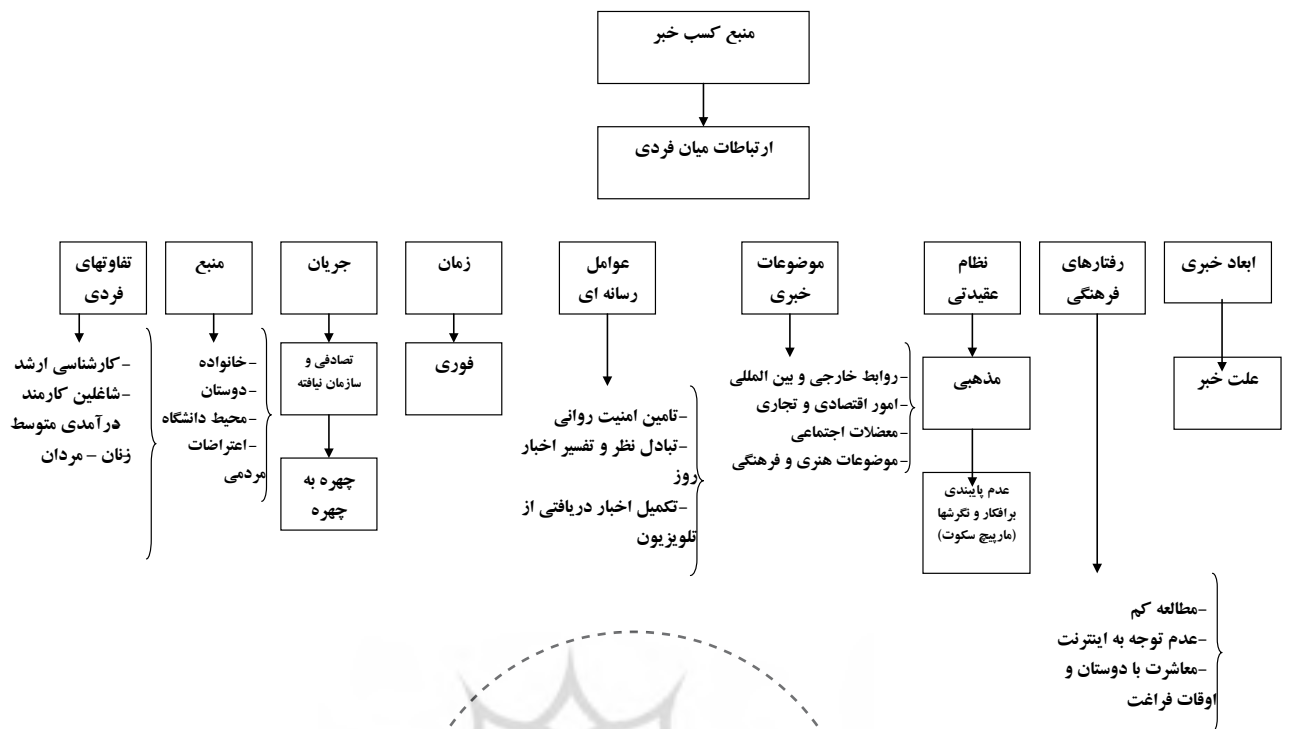 منبع کسب خبر
ارتباطات میان فردی
ابعاد خبری
علت خبر
رفتارهای
فرهنگی
-مطالعه کم
-عدم توجه به اینترنت
-معاشرت با دوستان و
اوقات فراغت
نظام
عقیدتی
مذهبی
عدم پایبندی
برافکار و نگرشها
(مارپیچ سکوت)
موضوعات
خبری
-روابط خارجی و بین المللی
-امور اقتصادی و تجاری
-معضلات اجتماعی
-موضوعات هنری و فرهنگی
عوامل
رسانه ای
-تامین امنیت روانی
-تبادل نظر و تفسیر اخبار
روز
-تکمیل اخبار دریافتی از
تلویزیون
زمان
فوری
جریان
تصادفی و
سازمان نیافته
چهره به
چهره
منبع
-خانواده
-دوستان
-محیط دانشگاه
-اعتراضات
مردمی
تفاوتهای
فردی
- کارشناسی ارشد
-شاغلین کارمند
درآمدی متوسط
زنان - مردان